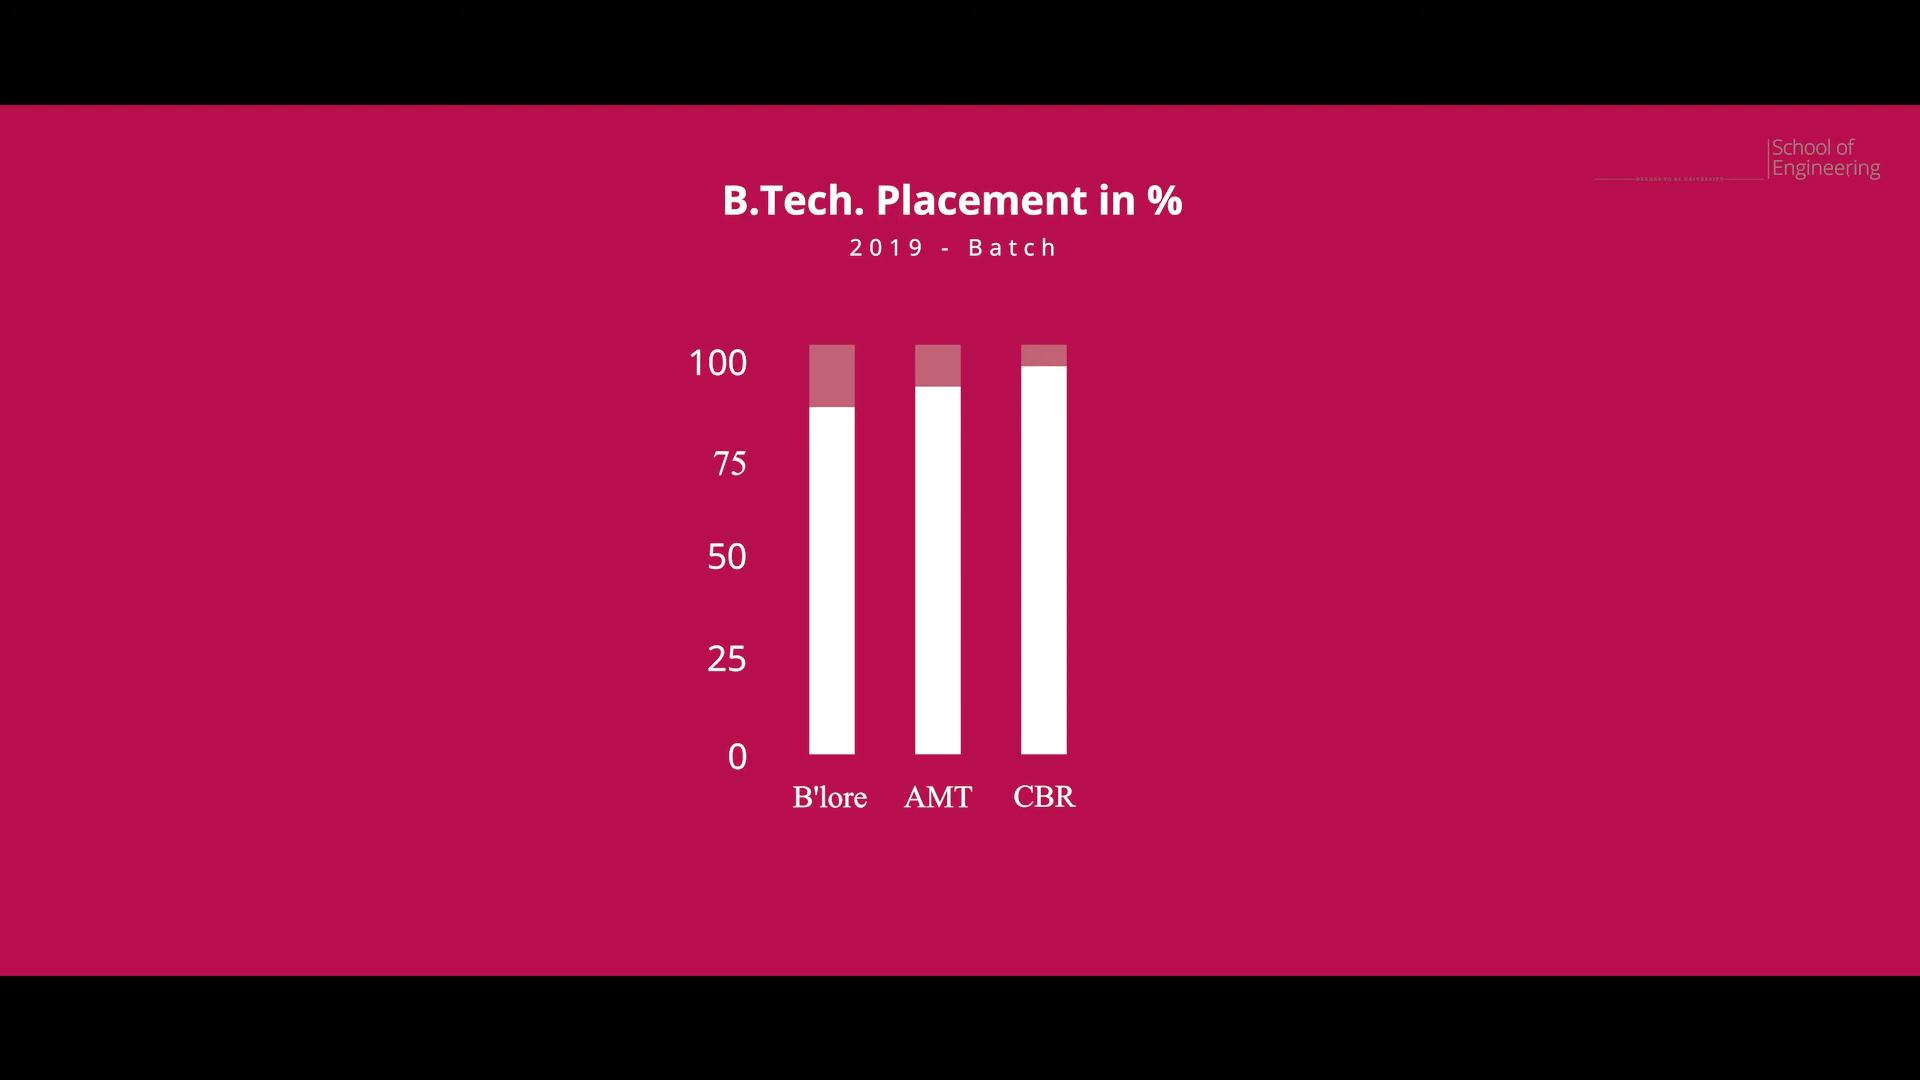 School of
Engineering
B.Tech. Placement in %
2019 - Batch
100
75
50
25
0
B'lore AMT CBR